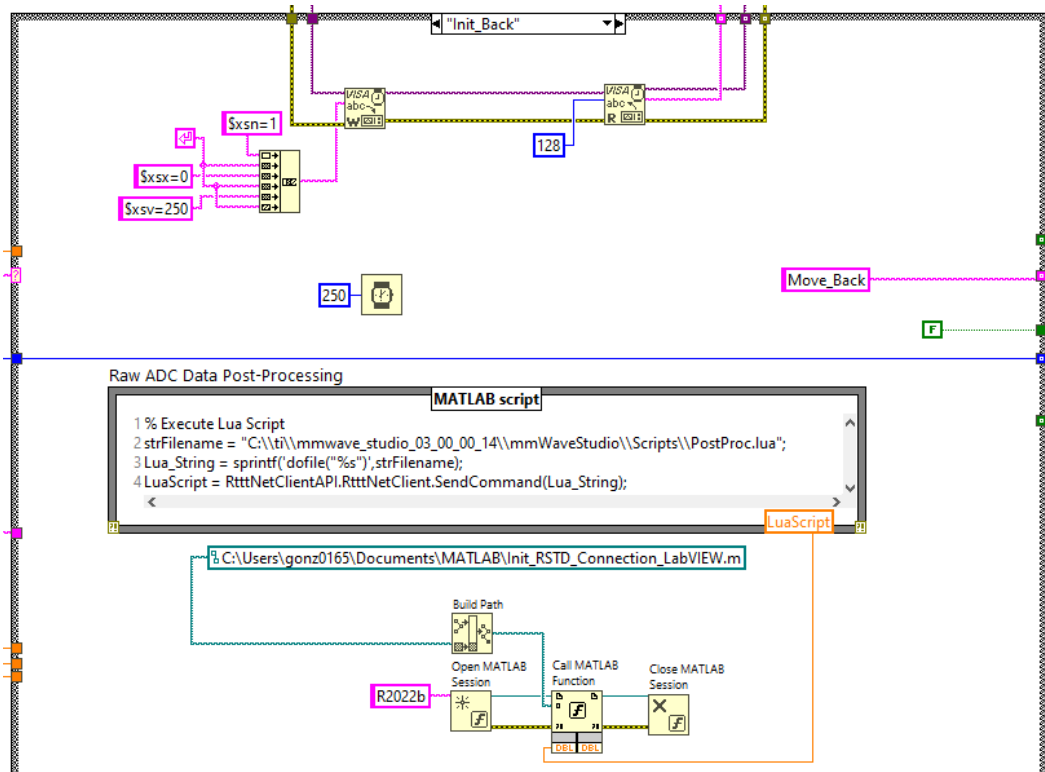 "Init_Back"
VISA
abc
W
VISA
abc
R
$xsn=1
128
$xsx=0
$xsv=250
250
Move_Back
F
Raw ADC Data Post-Processing
MATLAB script
1 % Execute Lua Script
2 strFilename = "C:\\ti\\mmwave_studio_03_00_00_14\\mmWaveStudio\\Scripts\\PostProc.lua";
3 Lua_String = sprintf('dofile("%s")',strFilename);
4 LuaScript = RtttNetClientAPI.RtttNetClient.SendCommand(Lua_String);
LuaScript
C:\Users\gonz0165\Documents\MATLAB\Init_RSTD_Connection_LabVIEW.m
Build Path
Open MATLAB
Session
Call MATLAB
Function
Close MATLAB
Session
R2022b
DBL DBL